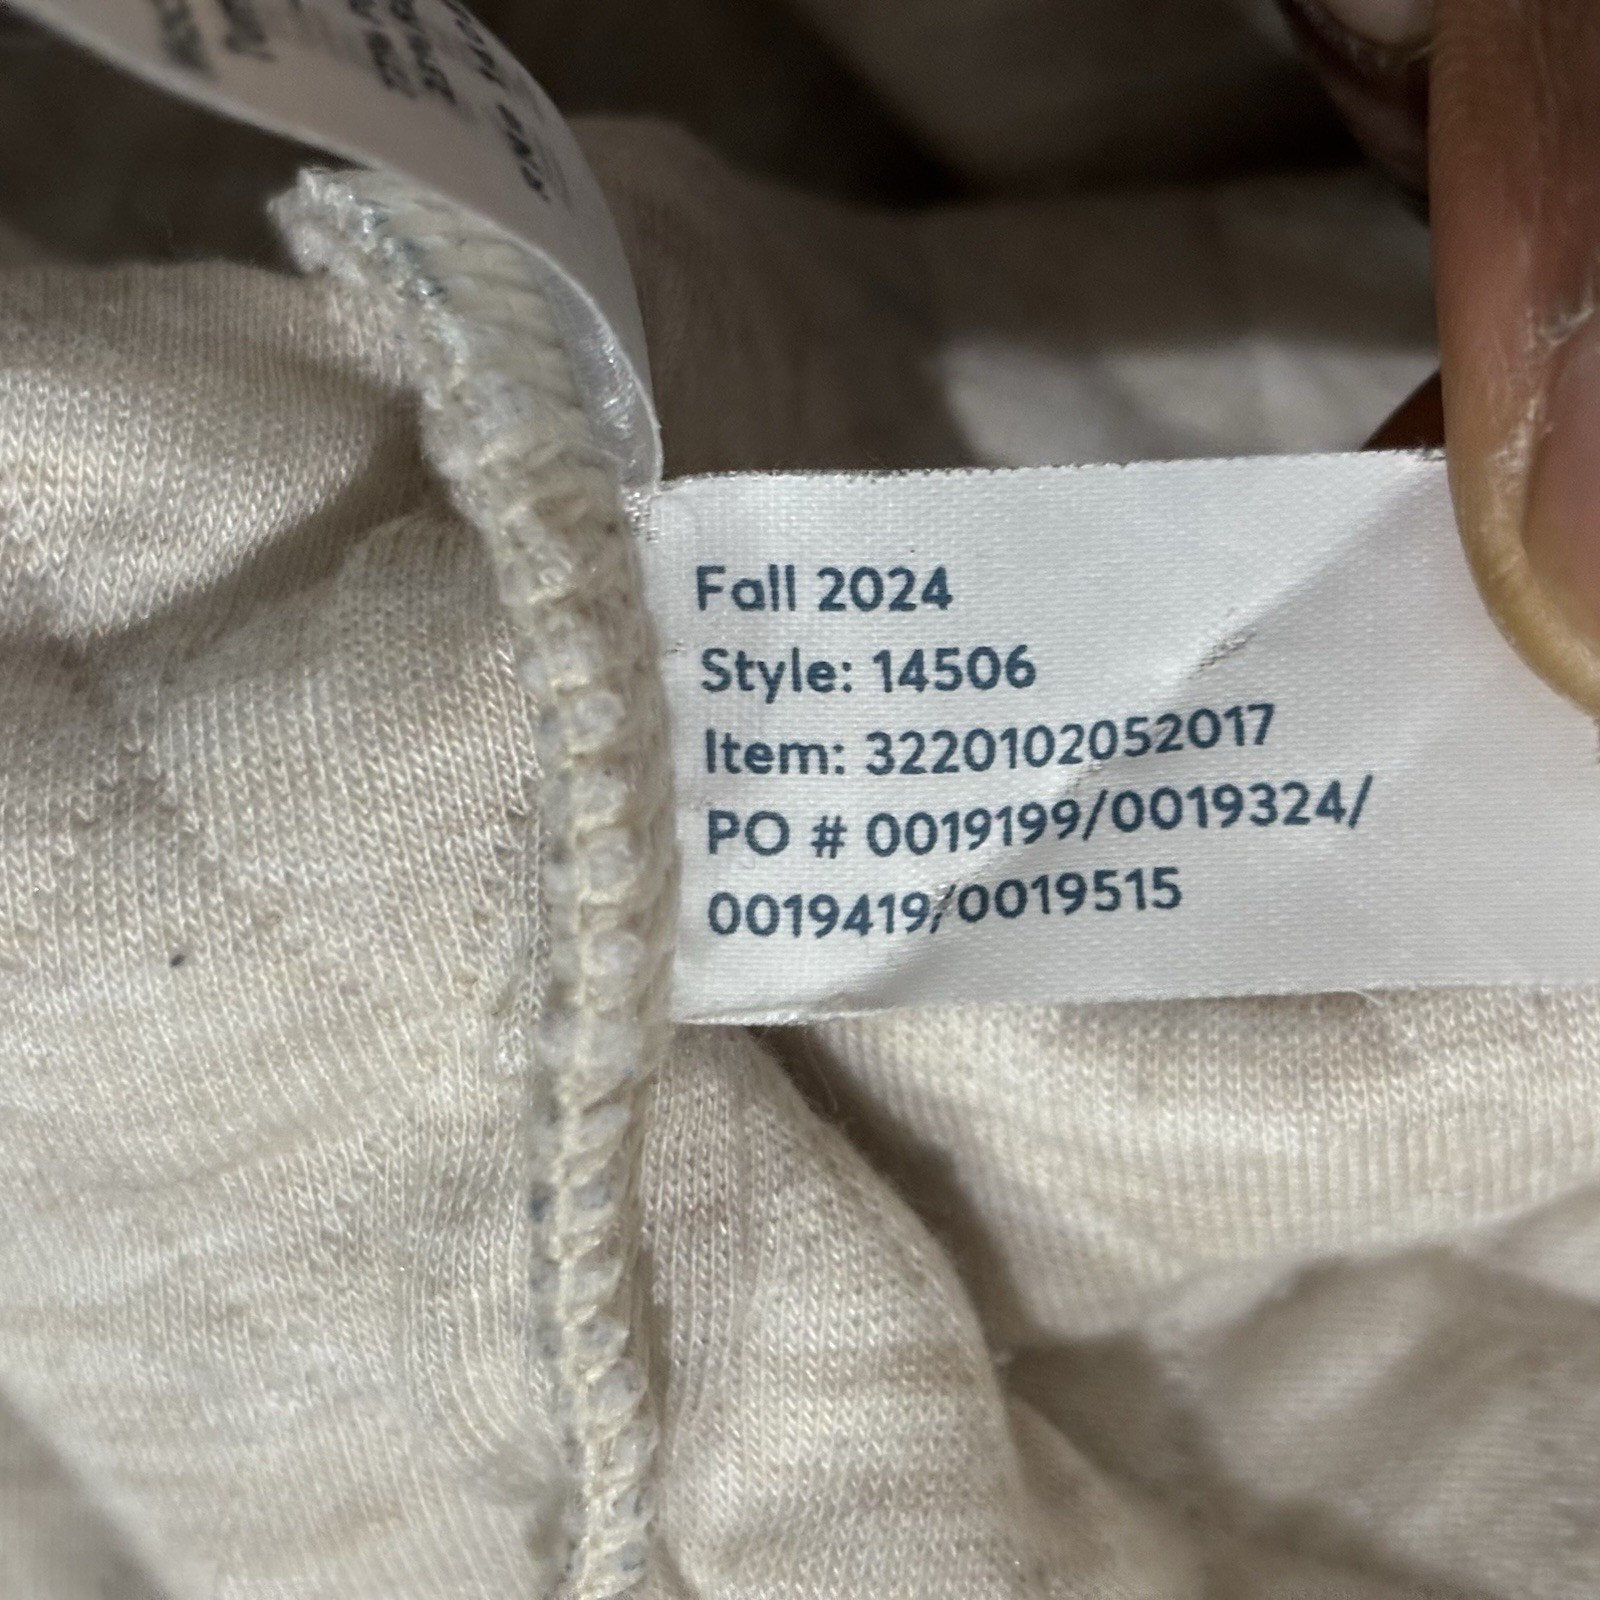 Fall 2024
Style: 14506
Item: 3220102052017
PO # 0019199/0019324/
0019419/0019515